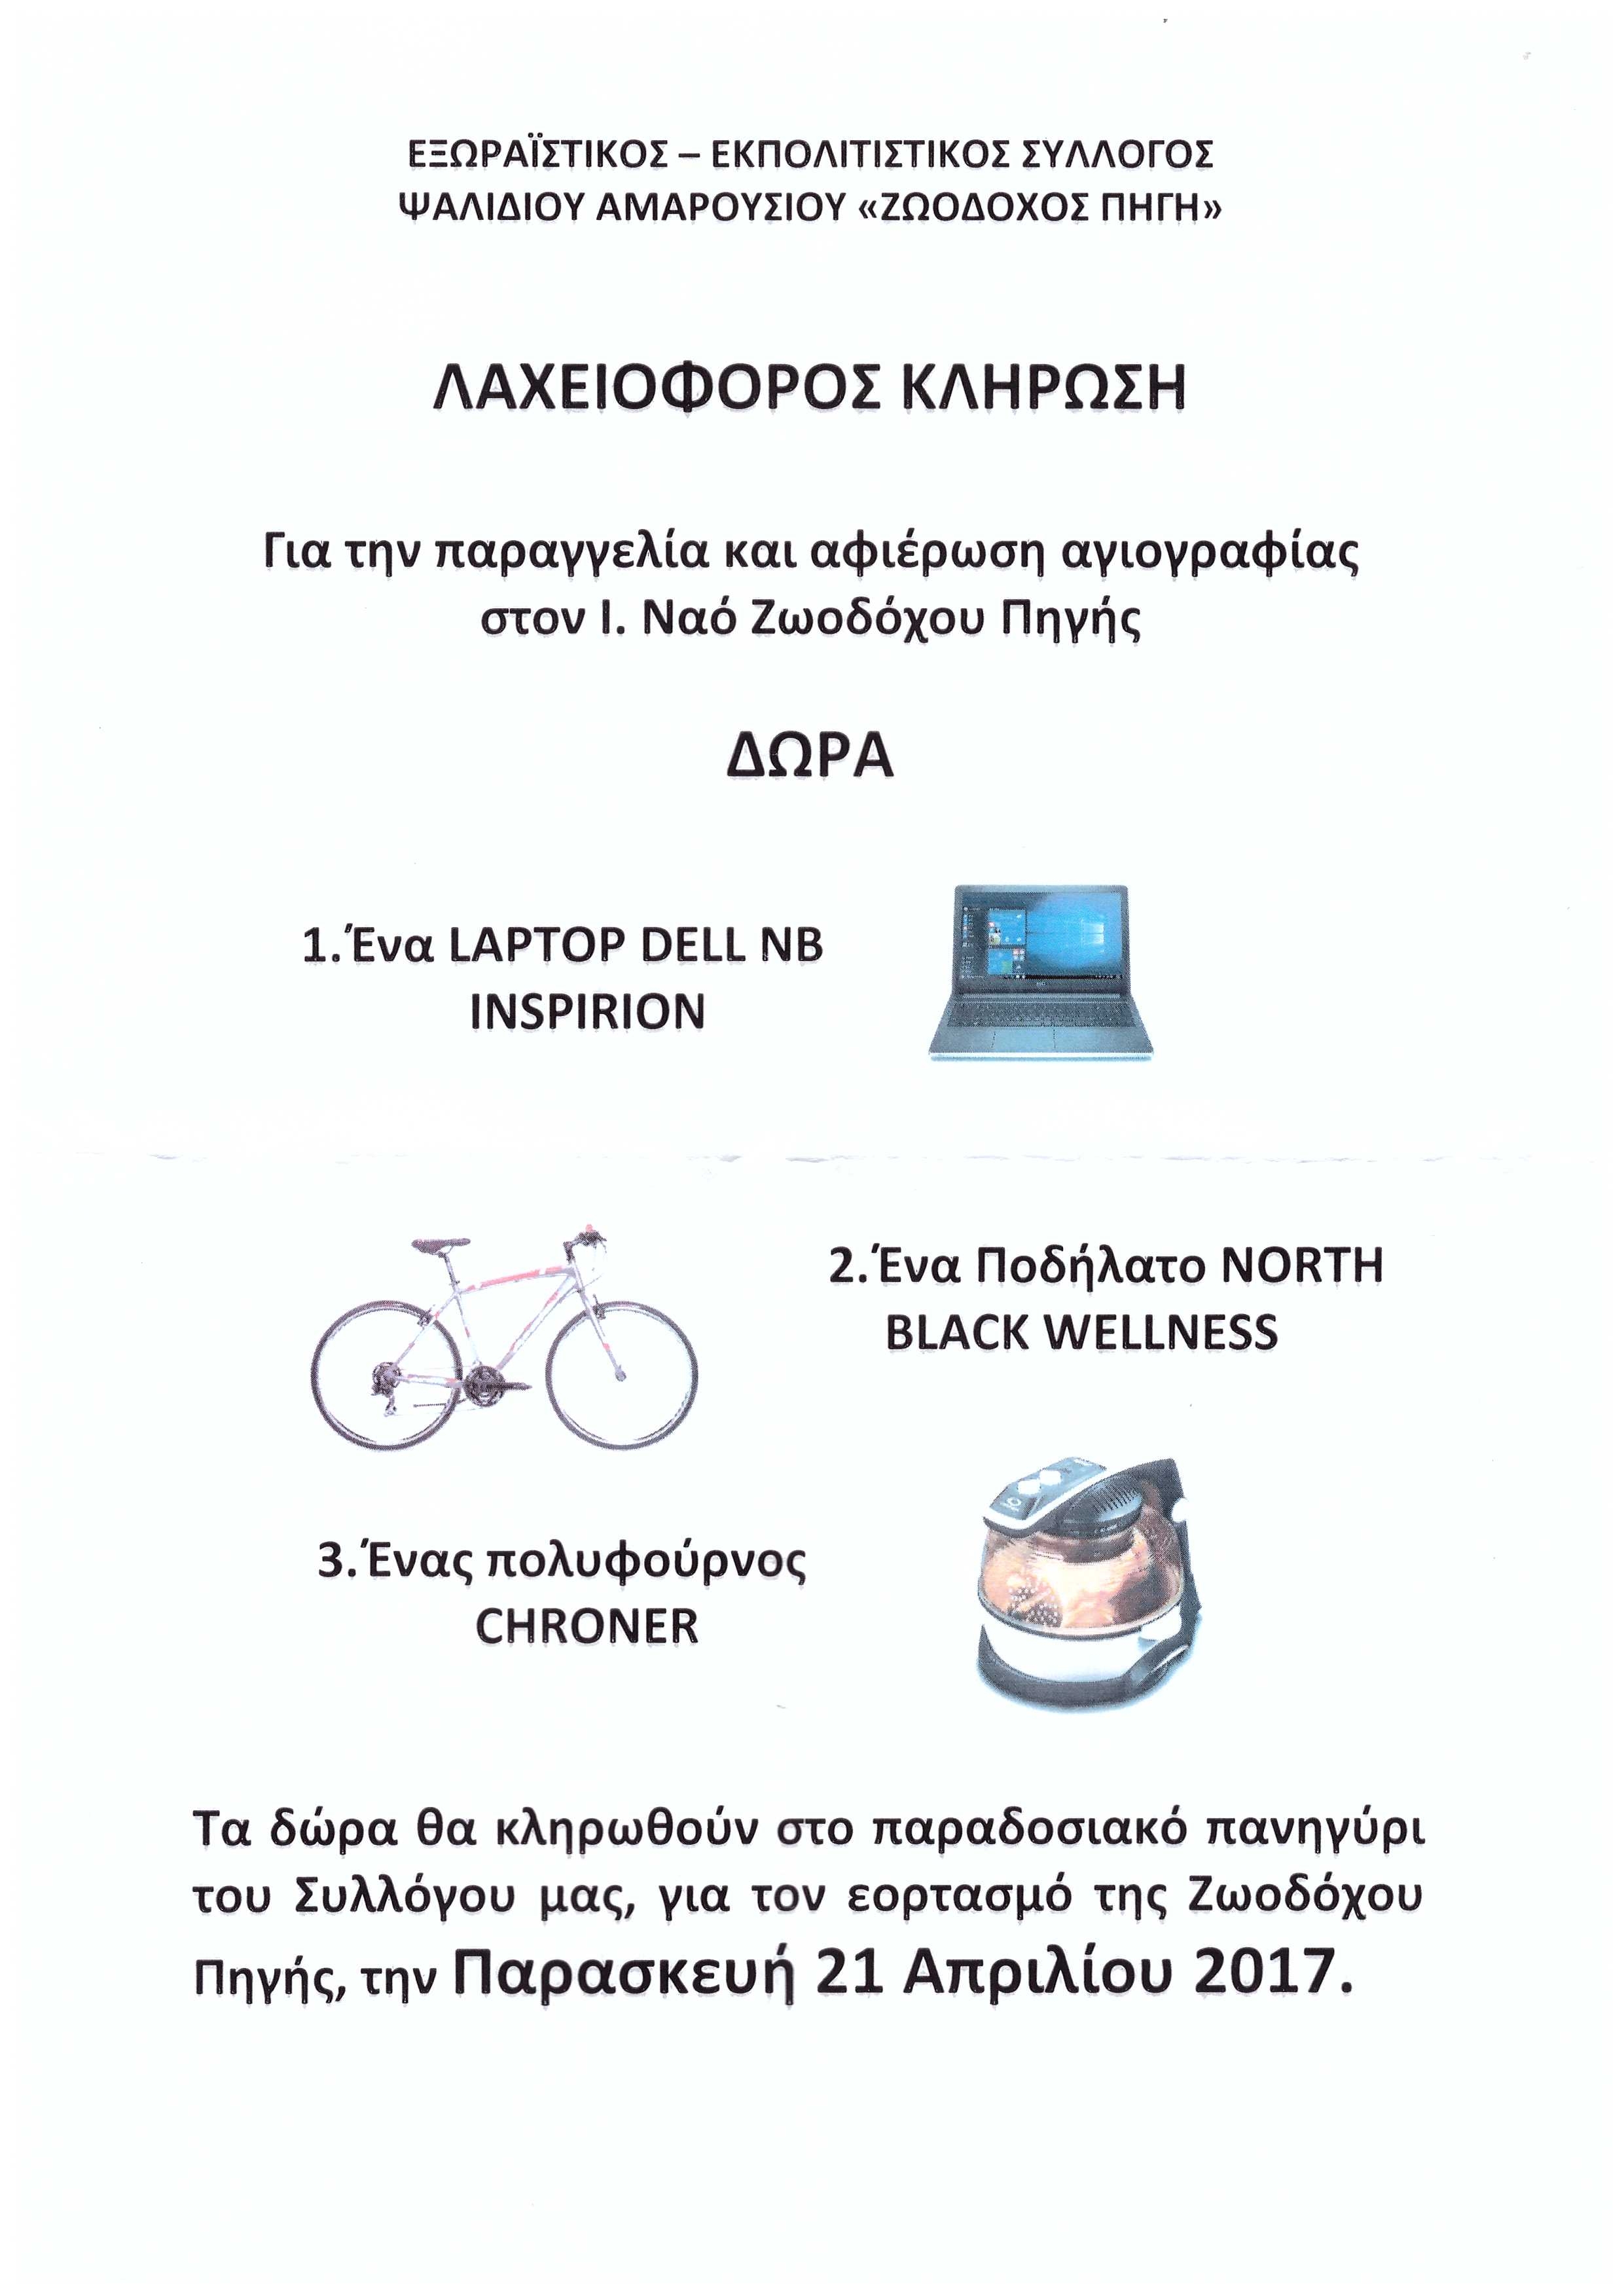 ΕΞΩΡΑΪΣΤΙΚΟΣ – ΕΚΠΟΛΙΤΙΣΤΙΚΟΣ ΣΥΛΛΟΓΟΣ
ΨΑΛΙΔΙΟΥ ΑΜΑΡΟΥΣΙΟΥ «ΖΩΟΔΟΧΟΣ ΠΗΓΗ»
ΛΑΧΕΙΟΦΟΡΟΣ ΚΛΗΡΩΣΗ
Για την παραγγελία και αφιέρωση αγιογραφίας
στον Ι. Ναό Ζωοδόχου Πηγής
ΔΩΡΑ
1.Ένα LAPTOP DELL NB
INSPIRION
2.Ένα Ποδήλατο NORTH
BLACK WELLNESS
3.Ένας πολυφούρνος
CHRONER
Τα δώρα θα κληρωθούν στο παραδοσιακό πανηγύρι
του Συλλόγου μας, για τον εορτασμό της Ζωοδόχου
Πηγής, την Παρασκευή 21 Απριλίου 2017.